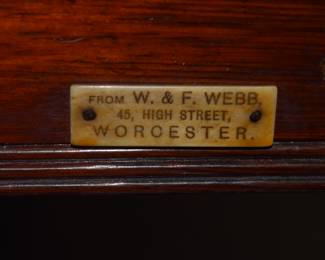 FROM W. & F. WEBB,
45, HIGH STREET,
WORCESTER.